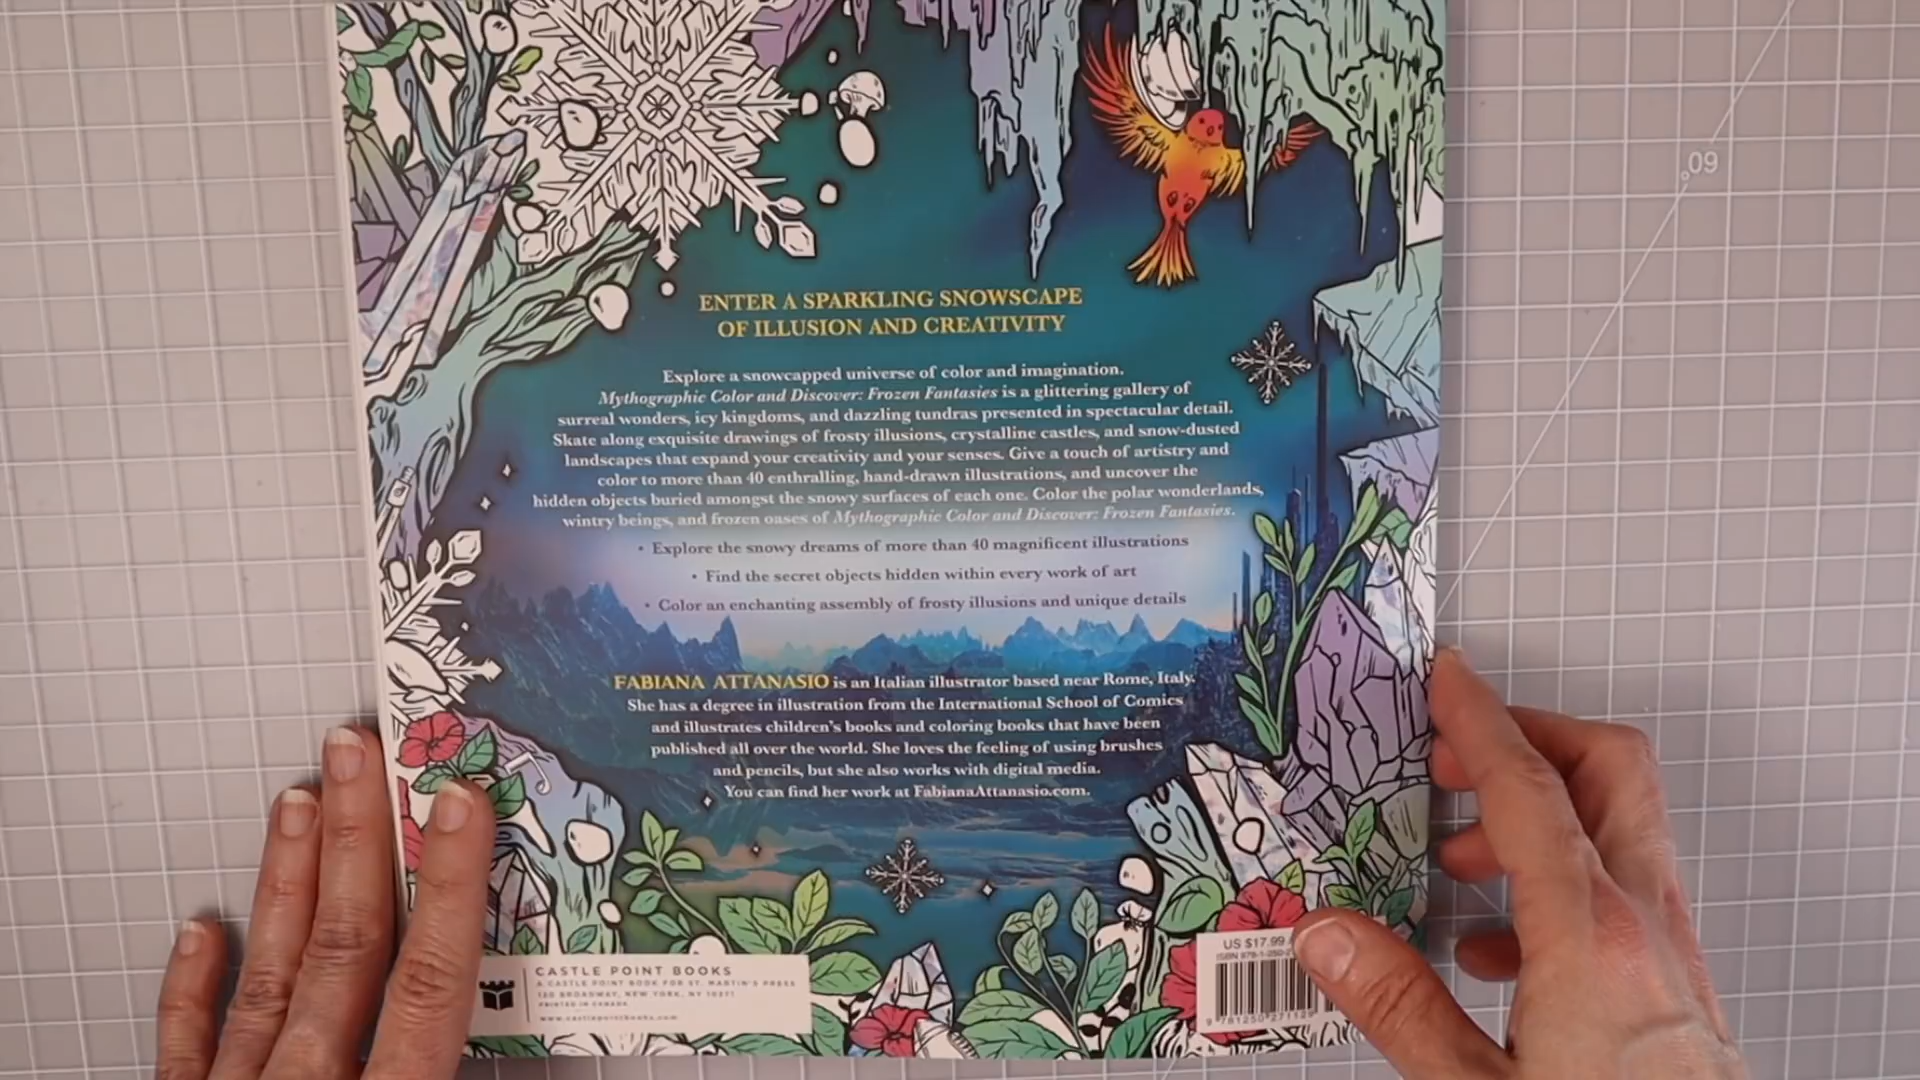 60°
ENTER A SPARKLING SNOWSCAPE
OF ILLUSION AND CREATIVITY
Explore a snowcapped universe of color and imagination.
Mythographic Color and Discover: Frozen Fantasies is a glittering gallery of
surreal wonders, icy kingdoms, and dazzling tundras presented in spectacular detail.
Skate along exquisite drawings of frosty illusions, crystalline castles, and snow-dusted
landscapes that expand your creativity and your senses. Give a touch of artistry and
color to more than 40 enthralling, hand-drawn illustrations, and uncover the
hidden objects buried amongst the snowy surfaces of each one. Color the polar wonderlands,
wintry beings, and frozen oases of Mythographic Color and Discover: Frozen Fantasies.
• Explore the snowy dreams of more than 40 magnificent illustrations
• Find the secret objects hidden within every work of art
• Color an enchanting assembly of frosty illusions and unique details
FABIANA ATTANASIO is an Italian illustrator based near Rome, Italy.
She has a degree in illustration from the International School of Comics
and illustrates children's books and coloring books that have been
published all over the world. She loves the feeling of using brushes
and pencils, but she also works with digital media.
You can find her work at FabianaAttanasio.com.
CASTLE POINT BOOKS
A CASTLE POINT BOOK FOR ST. MARTIN'S PRESS
120 BROADWAY, NEW YORK, NY 10271
PRINTED IN CANADA
www.castlepointbooks.com
US $17.99
ISBN 978-1-250-2
9 781250 27112